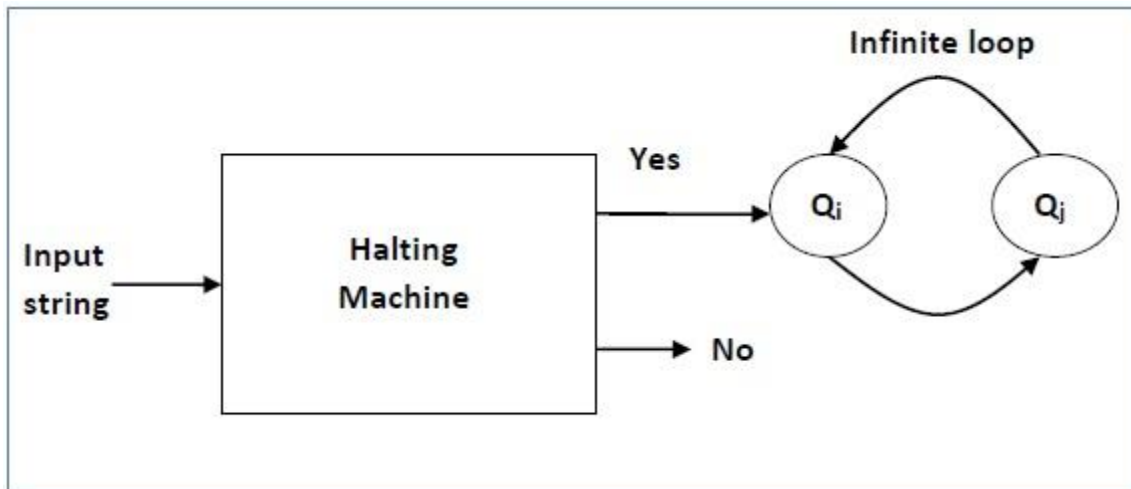 Infinite loop
Yes
Qi
Qj
Input
string
Halting
Machine
No